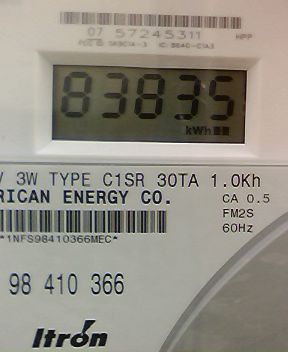 07 57245311 HPP
83835
kWh
V 3W TYPE C1SR 30TA 1.0Kh
RICAN ENERGY CO. CA 0.5
FM2S
*1NFS98410366MEC* 60Hz
98 410 366
Itron